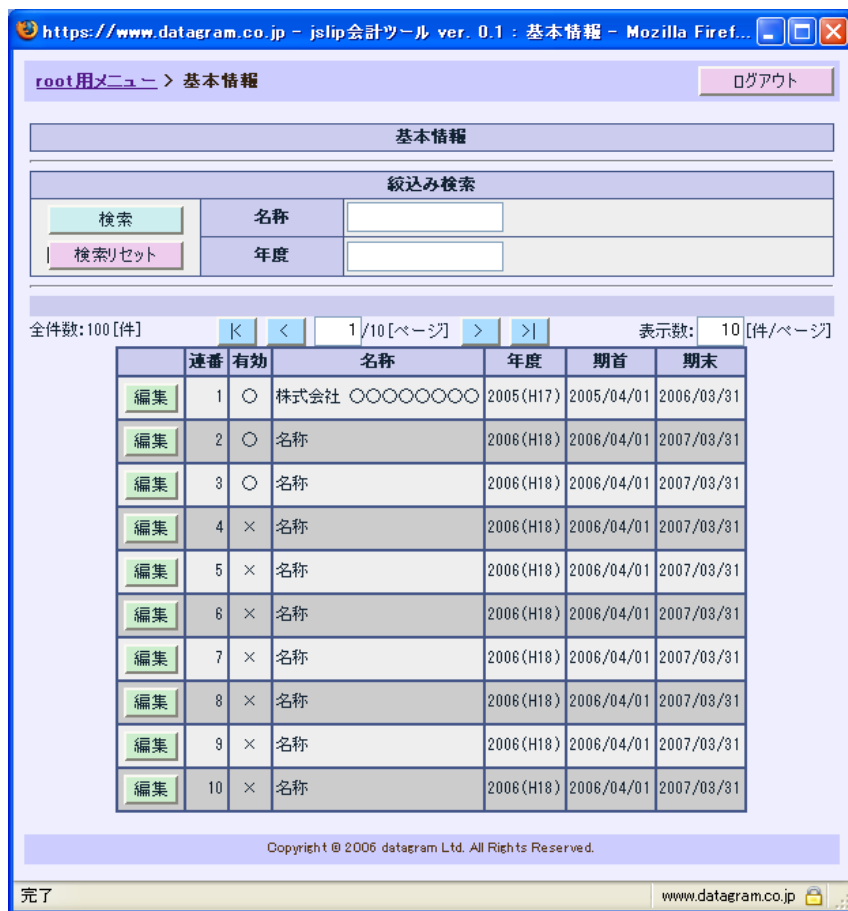 https://www.datagram.co.jp - jslip会計ツール ver. 0.1 : 基本情報 - Mozilla Firef...
root用メニュー > 基本情報 ログアウト
基本情報
絞込み検索
検索 名称
検索リセット 年度
全件数:100[件] |< < 1/10[ページ] > >| 表示数: 10[件/ページ]
連番 有効 名称 年度 期首 期末
編集 1 ○ 株式会社 ○○○○○○○○ 2005(H17) 2005/04/01 2006/03/31
編集 2 ○ 名称 2006(H18) 2006/04/01 2007/03/31
編集 3 ○ 名称 2006(H18) 2006/04/01 2007/03/31
編集 4 × 名称 2006(H18) 2006/04/01 2007/03/31
編集 5 × 名称 2006(H18) 2006/04/01 2007/03/31
編集 6 × 名称 2006(H18) 2006/04/01 2007/03/31
編集 7 × 名称 2006(H18) 2006/04/01 2007/03/31
編集 8 × 名称 2006(H18) 2006/04/01 2007/03/31
編集 9 × 名称 2006(H18) 2006/04/01 2007/03/31
編集 10 × 名称 2006(H18) 2006/04/01 2007/03/31
Copyright © 2006 datagram Ltd. All Rights Reserved.
完了 www.datagram.co.jp